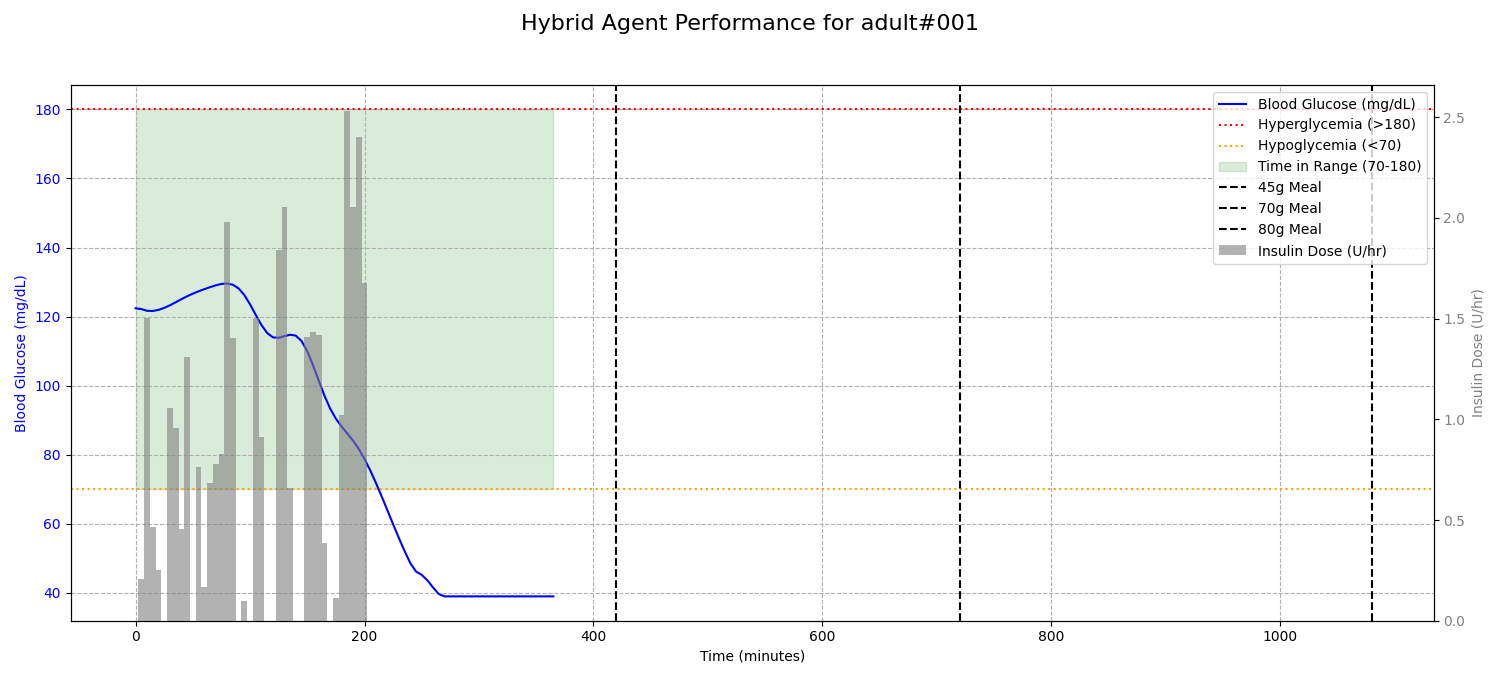 Hybrid Agent Performance for adult#001
180
160
140
120
100
80
60
40
Blood Glucose (mg/dL)
0
200
400
600
800
1000
Time (minutes)
2.5
2.0
1.5
1.0
0.5
0.0
Insulin Dose (U/hr)
Blood Glucose (mg/dL)
Hyperglycemia (>180)
Hypoglycemia (<70)
Time in Range (70-180)
45g Meal
70g Meal
80g Meal
Insulin Dose (U/hr)